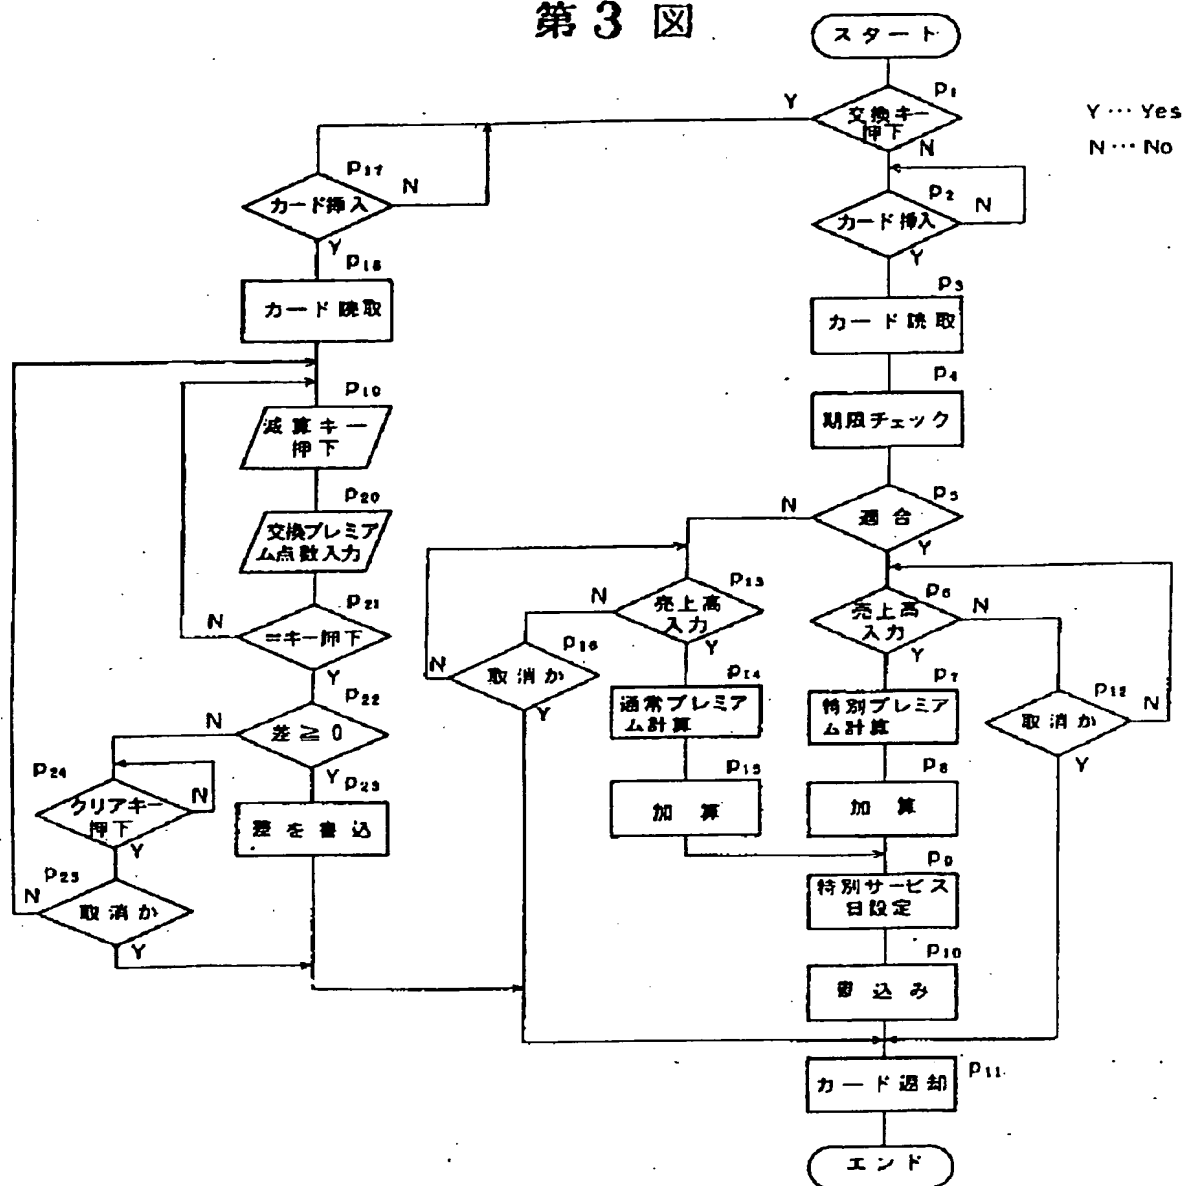 第3図
スタート
P1
Y
交換キー
押下
N
Y…Yes
N…No
P2
カード挿入
N
Y
P3
カード読取
P4
期限チェック
P5
適合
N
Y
P6
売上高
入力
N
Y
P7
特別プレミア
ム計算
P8
加算
P9
特別サービス
日設定
P10
書込み
P11
カード返却
エンド
P12
取消か
N
Y
P13
売上高
入力
N
Y
P14
通常プレミア
ム計算
P15
加算
P16
取消か
N
Y
P17
カード挿入
N
Y
カード読取
減算キー
押下
P20
交換プレミア
ム点数入力
P21
=キー押下
N
Y
P22
差≧0
N
Y
差を書込
P24
クリアキー
押下
N
Y
取消か
N
Y